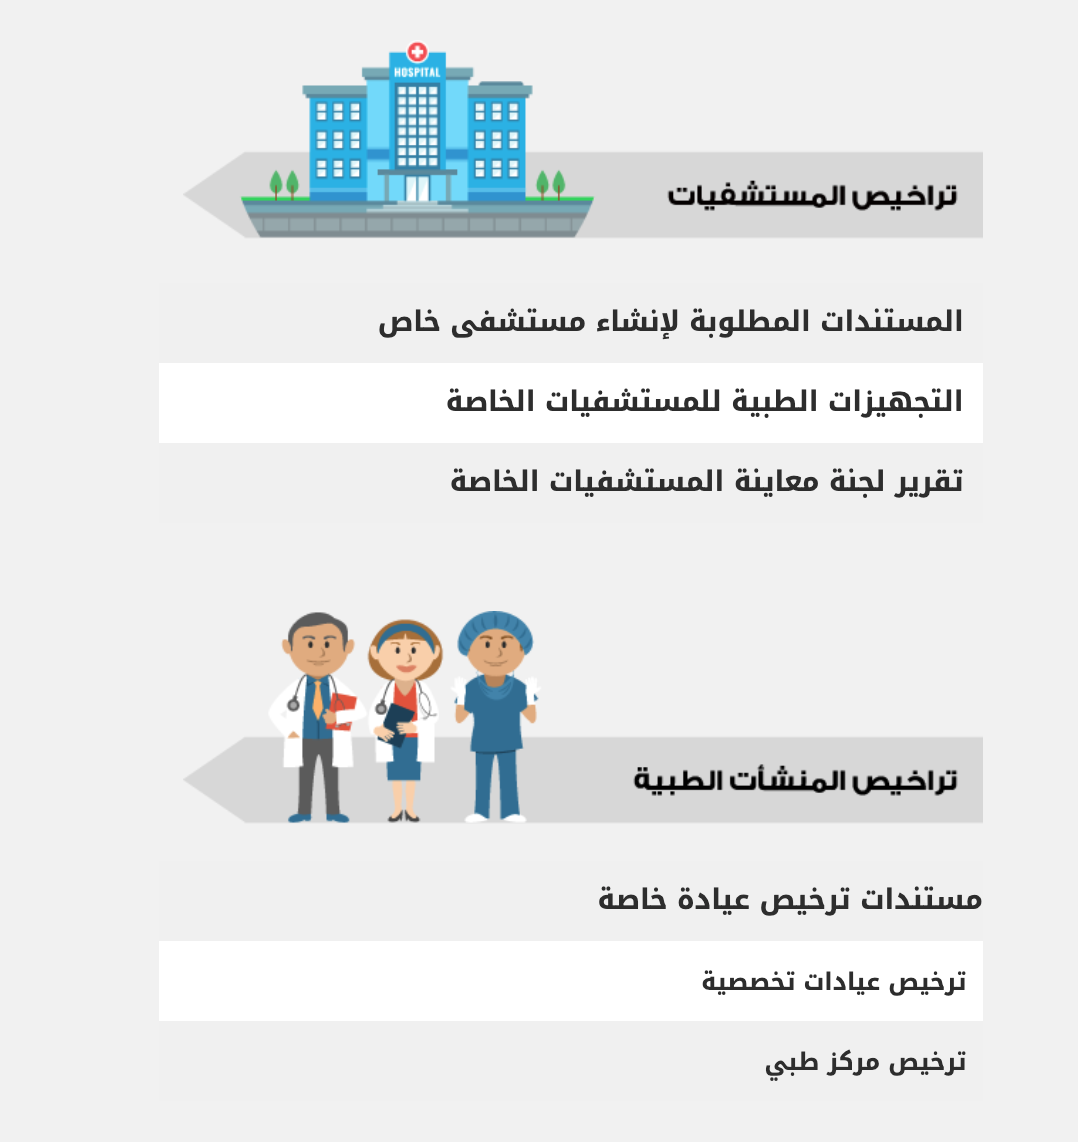 HOSPITAL
تراخيص المستشفيات
المستندات المطلوبة لإنشاء مستشفى خاص
التجهيزات الطبية للمستشفيات الخاصة
تقرير لجنة معاينة المستشفيات الخاصة
تراخيص المنشأت الطبية
مستندات ترخيص عيادة خاصة
ترخيص عيادات تخصصية
ترخيص مركز طبي